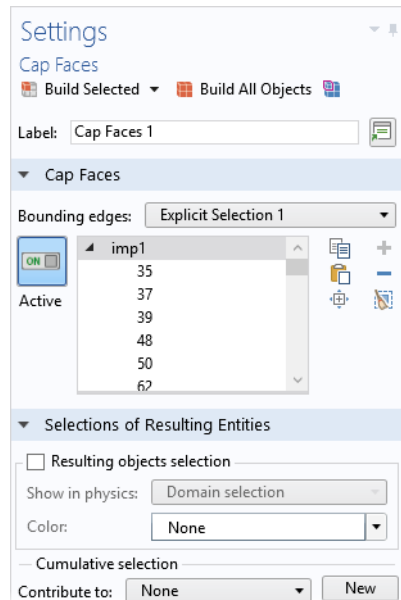 Settings
Cap Faces
Build Selected Build All Objects
Label: Cap Faces 1
Cap Faces
Bounding edges: Explicit Selection 1
ON imp1
35
Active 37
39
48
50
62
Selections of Resulting Entities
Resulting objects selection
Show in physics: Domain selection
Color: None
Cumulative selection
Contribute to: None New